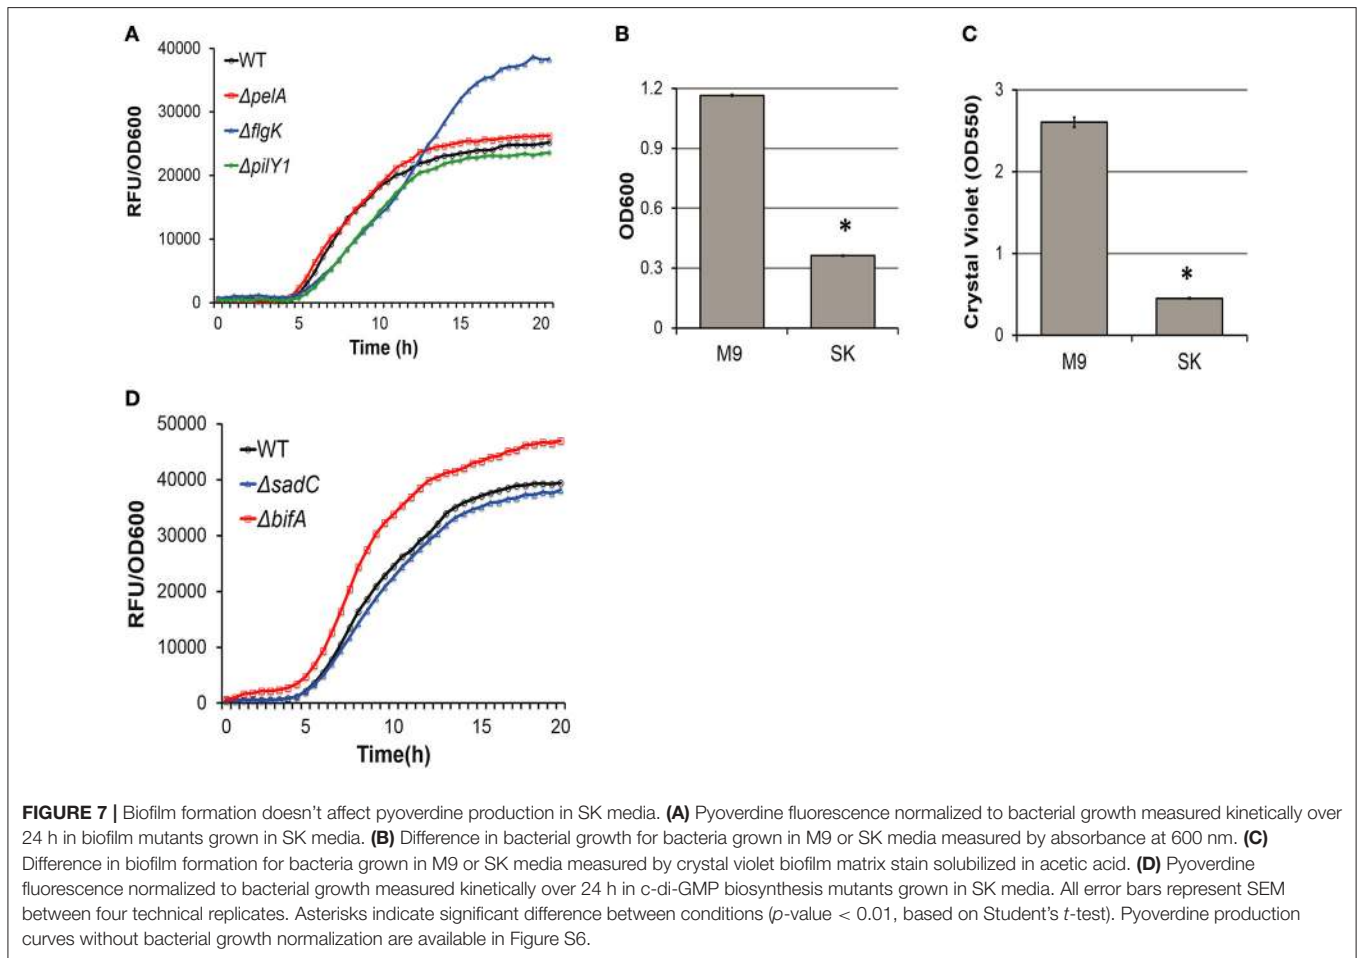 A
RFU/OD600
40000
30000
20000
10000
0
WT
ΔpelA
ΔflgK
ΔpilY1
0 5 10 15 20
Time (h)
B
OD600
1.2
0.9
0.6
0.3
0
*
M9 SK
C
Crystal Violet (OD550)
3
2
1
0
*
M9 SK
D
RFU/OD600
50000
40000
30000
20000
10000
0
WT
ΔsadC
ΔbifA
0 5 10 15 20
Time(h)
FIGURE 7 | Biofilm formation doesn't affect pyoverdine production in SK media. (A) Pyoverdine fluorescence normalized to bacterial growth measured kinetically over
24 h in biofilm mutants grown in SK media. (B) Difference in bacterial growth for bacteria grown in M9 or SK media measured by absorbance at 600 nm. (C)
Difference in biofilm formation for bacteria grown in M9 or SK media measured by crystal violet biofilm matrix stain solubilized in acetic acid. (D) Pyoverdine
fluorescence normalized to bacterial growth measured kinetically over 24 h in c-di-GMP biosynthesis mutants grown in SK media. All error bars represent SEM
between four technical replicates. Asterisks indicate significant difference between conditions (p-value < 0.01, based on Student's t-test). Pyoverdine production
curves without bacterial growth normalization are available in Figure S6.